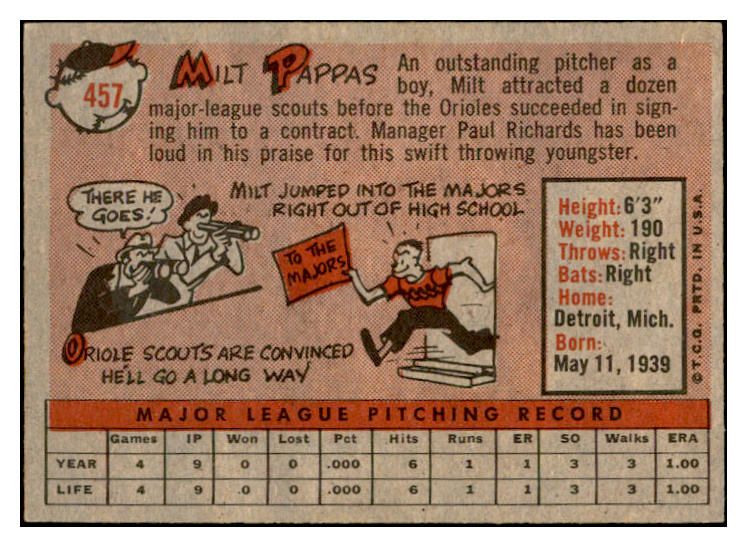 457
MILT PAPPAS
An outstanding pitcher as a
boy, Milt attracted a dozen
major-league scouts before the Orioles succeeded in sign-
ing him to a contract. Manager Paul Richards has been
loud in his praise for this swift throwing youngster.
THERE HE
GOES!
MILT JUMPED INTO THE MAJORS
RIGHT OUT OF HIGH SCHOOL
TO THE
MAJORS
ORIOLE SCOUTS ARE CONVINCED
HE'LL GO A LONG WAY
Height: 6'3"
Weight: 190
Throws: Right
Bats: Right
Home:
Detroit, Mich.
Born:
May 11, 1939
© T.C.G. PRTD. IN U.S.A.
MAJOR LEAGUE PITCHING RECORD
Games IP Won Lost Pct Hits Runs ER SO Walks ERA
YEAR 4 9 0 0 .000 6 1 1 3 3 1.00
LIFE 4 9 .0 0 .000 6 1 1 3 3 1.00